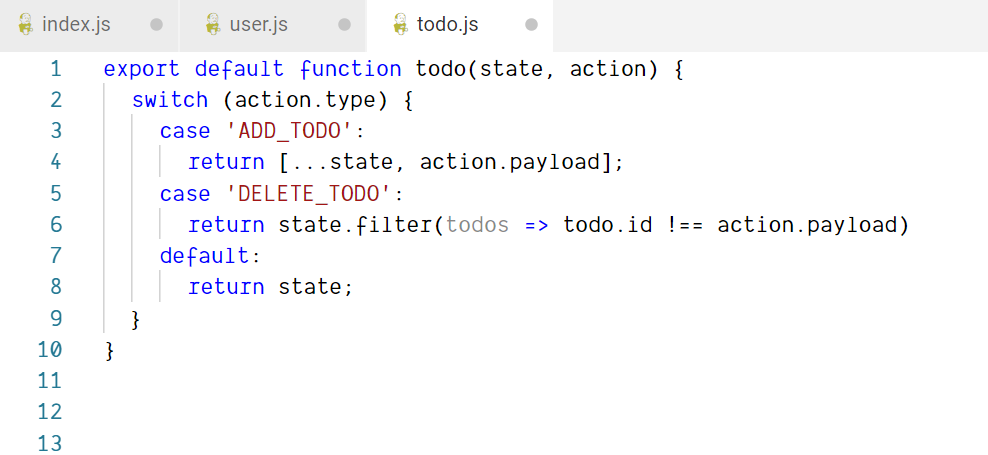 index.js user.js todo.js
1 export default function todo(state, action) {
2 switch (action.type) {
3 case 'ADD_TODO':
4 return [...state, action.payload];
5 case 'DELETE_TODO':
6 return state.filter(todos => todo.id !== action.payload)
7 default:
8 return state;
9 }
10 }
11
12
13